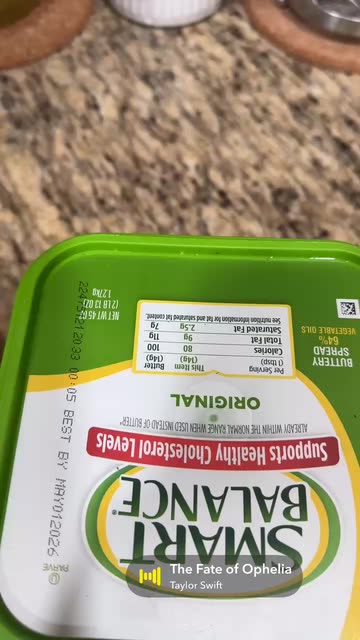 SMART
BALANCE®
Supports Healthy Cholesterol Levels
ALREADY WITHIN THE NORMAL RANGE WHEN USED INSTEAD OF BUTTER*
ORIGINAL
Per Serving (1 tbsp) This Item (14g) Butter (14g)
Calories 80 100
Total Fat 9g 11g
Saturated Fat 2.5g 7g
See nutrition information for fat and saturated fat content.
64%
VEGETABLE OILS
BUTTERY
SPREAD
NET WT 45 OZ
(2 LB 13 OZ)
1.27kg
00:05 BEST BY MAY012026
PARVE
The Fate of Ophelia
Taylor Swift